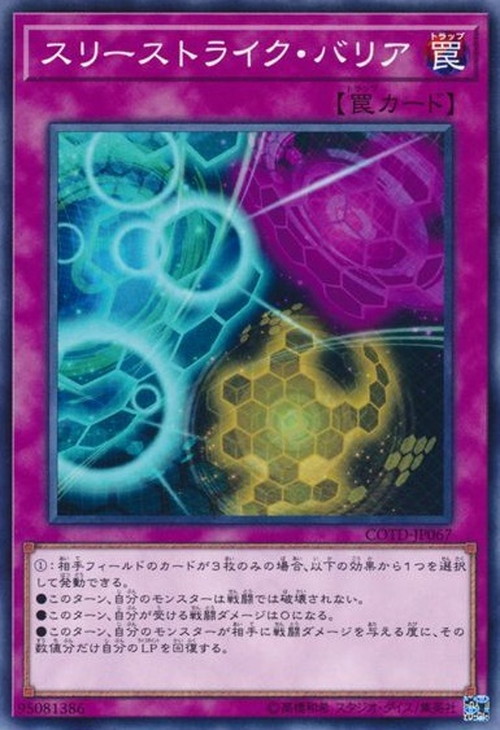 スリーストライク・バリア
トラップ
罠
【罠カード】
COTD-JP067
①：相手フィールドのカードが３枚のみの場合、以下の効果から１つを選択
して発動できる。
●このターン、自分のモンスターは戦闘では破壊されない。
●このターン、自分が受ける戦闘ダメージは０になる。
●このターン、自分のモンスターが相手に戦闘ダメージを与える度に、その
数値分だけ自分のLPを回復する。
95081386
©高橋和希 スタジオ・ダイス/集英社